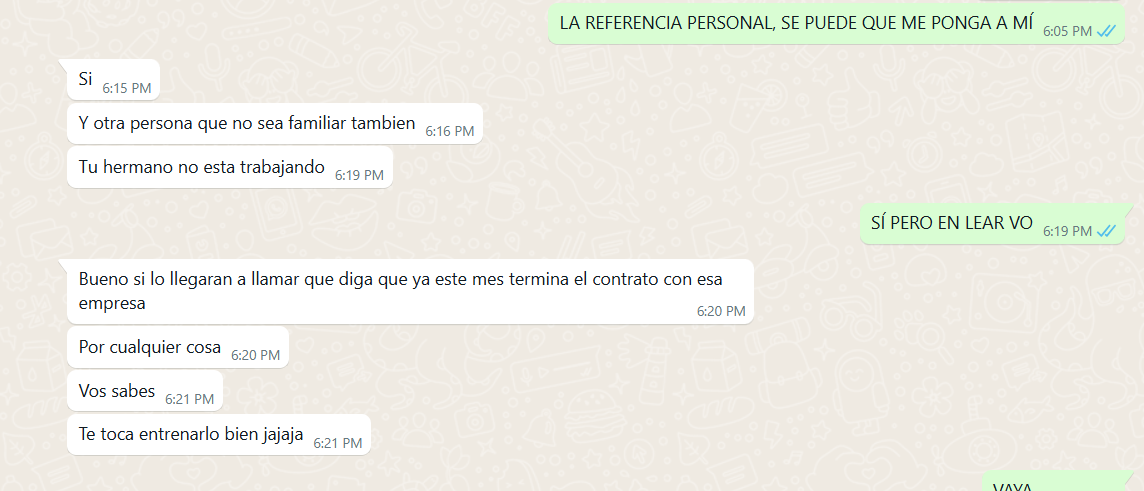 LA REFERENCIA PERSONAL, SE PUEDE QUE ME PONGA A MÍ 6:05 PM
Si 6:15 PM
Y otra persona que no sea familiar tambien 6:16 PM
Tu hermano no esta trabajando 6:19 PM
SÍ PERO EN LEAR VO 6:19 PM
Bueno si lo llegaran a llamar que diga que ya este mes termina el contrato con esa
empresa 6:20 PM
Por cualquier cosa 6:20 PM
Vos sabes 6:21 PM
Te toca entrenarlo bien jajaja 6:21 PM
VAYA